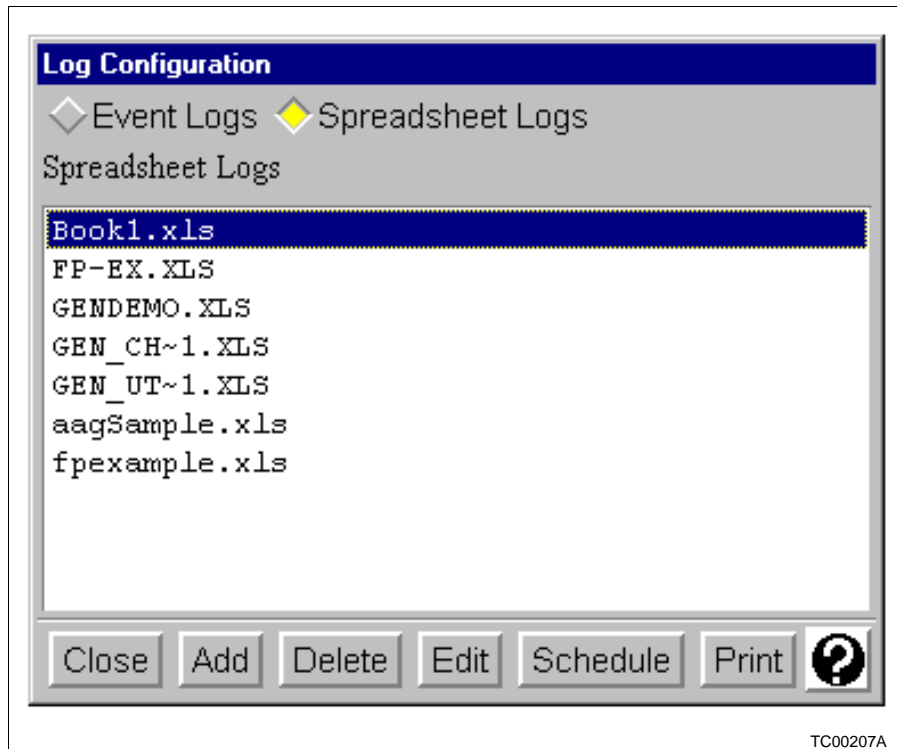 Log Configuration
Event Logs Spreadsheet Logs
Spreadsheet Logs
Book1.xls
FP-EX.XLS
GENDEMO.XLS
GEN_CH~1.XLS
GEN_UT~1.XLS
aagSample.xls
fpexample.xls
Close Add Delete Edit Schedule Print ?
TC00207A